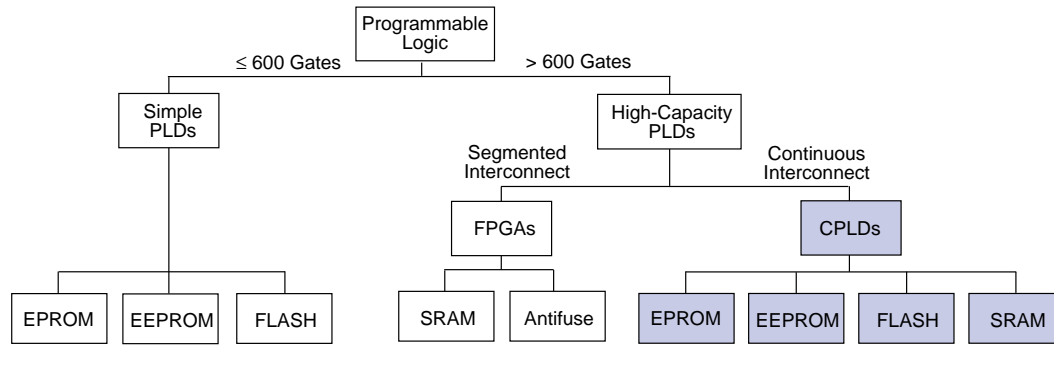 Programmable
Logic
≤ 600 Gates
> 600 Gates
Simple
PLDs
High-Capacity
PLDs
Segmented
Interconnect
Continuous
Interconnect
FPGAs
CPLDs
EPROM
EEPROM
FLASH
SRAM
Antifuse
EPROM
EEPROM
FLASH
SRAM